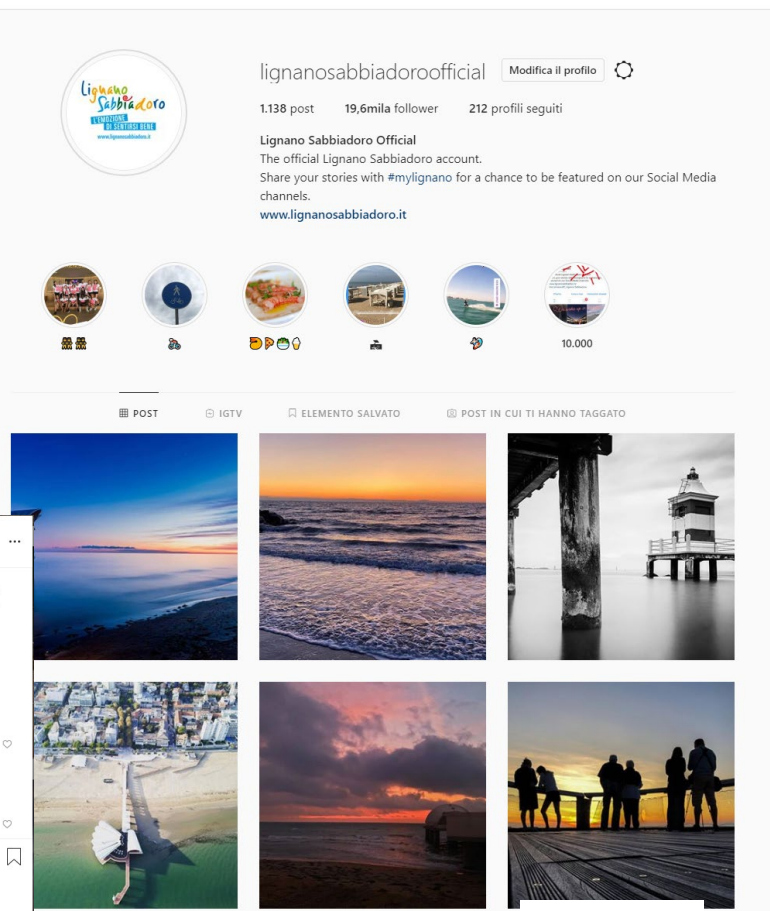 Lignano
Sabbiadoro
L'EMOZIONE
DI SENTIRSI BENE
www.lignanosabbiadoro.it
lignanosabbiadoroofficial Modifica il profilo
1.138 post 19,6mila follower 212 profili seguiti
Lignano Sabbiadoro Official
The official Lignano Sabbiadoro account.
Share your stories with #mylignano for a chance to be featured on our Social Media
channels.
www.lignanosabbiadoro.it
10.000
POST IGTV ELEMENTO SALVATO POST IN CUI TI HANNO TAGGATO